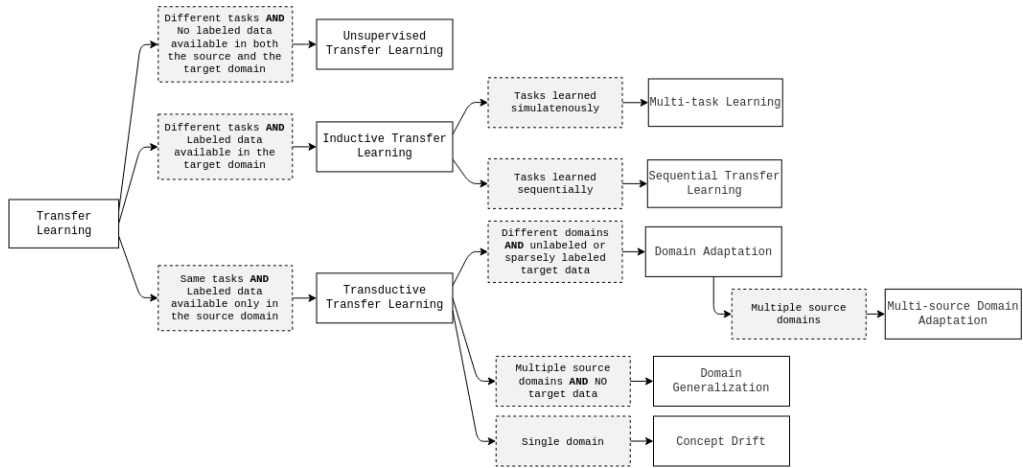 Different tasks AND
No labeled data
available in both
the source and the
target domain
Unsupervised
Transfer Learning
Tasks learned
simulatenously
Multi-task Learning
Different tasks AND
Labeled data
available in the
target domain
Inductive Transfer
Learning
Tasks learned
sequentially
Sequential Transfer
Learning
Transfer
Learning
Different domains
AND unlabeled or
sparsely labeled
target data
Domain Adaptation
Same tasks AND
Labeled data
available only in
the source domain
Transductive
Transfer Learning
Multiple source
domains
Multi-source Domain
Adaptation
Multiple source
domains AND NO
target data
Domain
Generalization
Single domain
Concept Drift